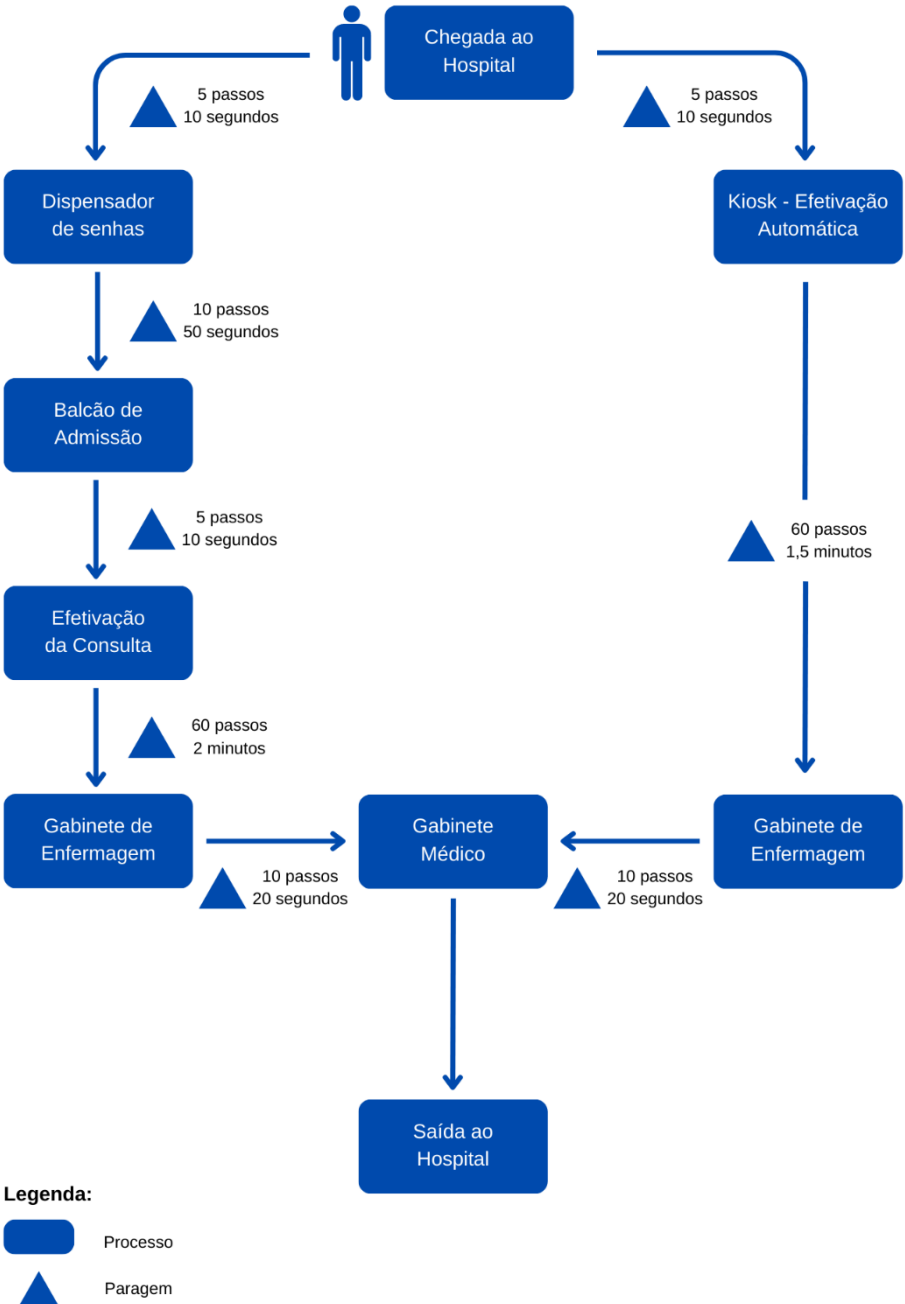 Chegada ao
Hospital
5 passos
10 segundos
5 passos
10 segundos
Dispensador
de senhas
Kiosk - Efetivação
Automática
10 passos
50 segundos
Balcão de
Admissão
5 passos
10 segundos
60 passos
1,5 minutos
Efetivação
da Consulta
60 passos
2 minutos
Gabinete de
Enfermagem
Gabinete
Médico
Gabinete de
Enfermagem
10 passos
20 segundos
10 passos
20 segundos
Saída ao
Hospital
Legenda:
Processo
Paragem